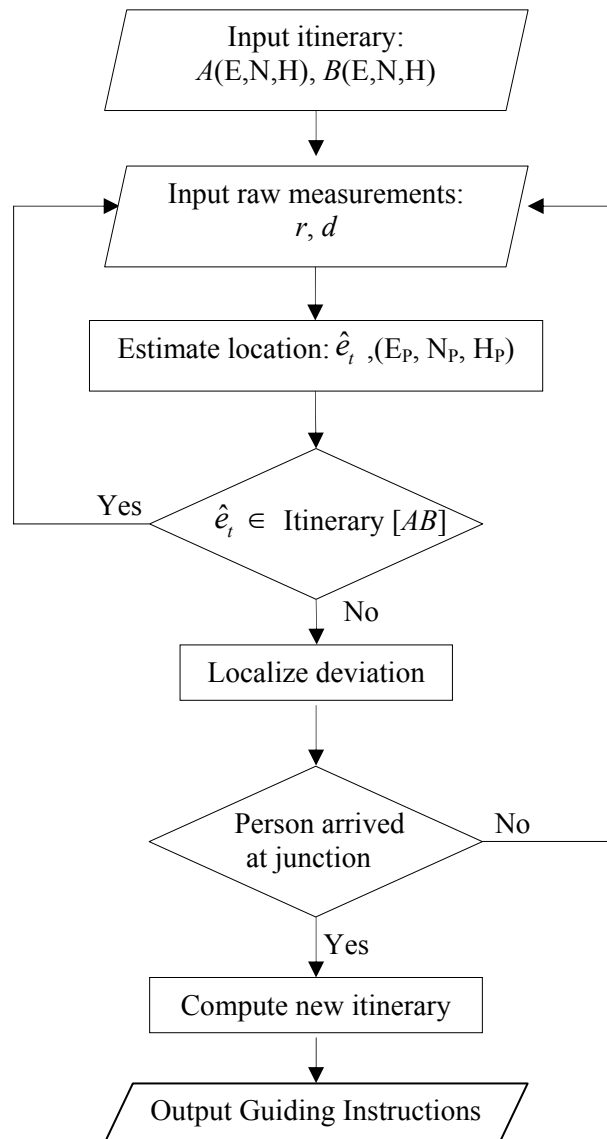 Input itinerary:
A(E,N,H), B(E,N,H)
Input raw measurements:
r, d
Estimate location: ê_t ,(E_P, N_P, H_P)
Yes
ê_t ∈ Itinerary [AB]
No
Localize deviation
Person arrived
at junction
No
Yes
Compute new itinerary
Output Guiding Instructions